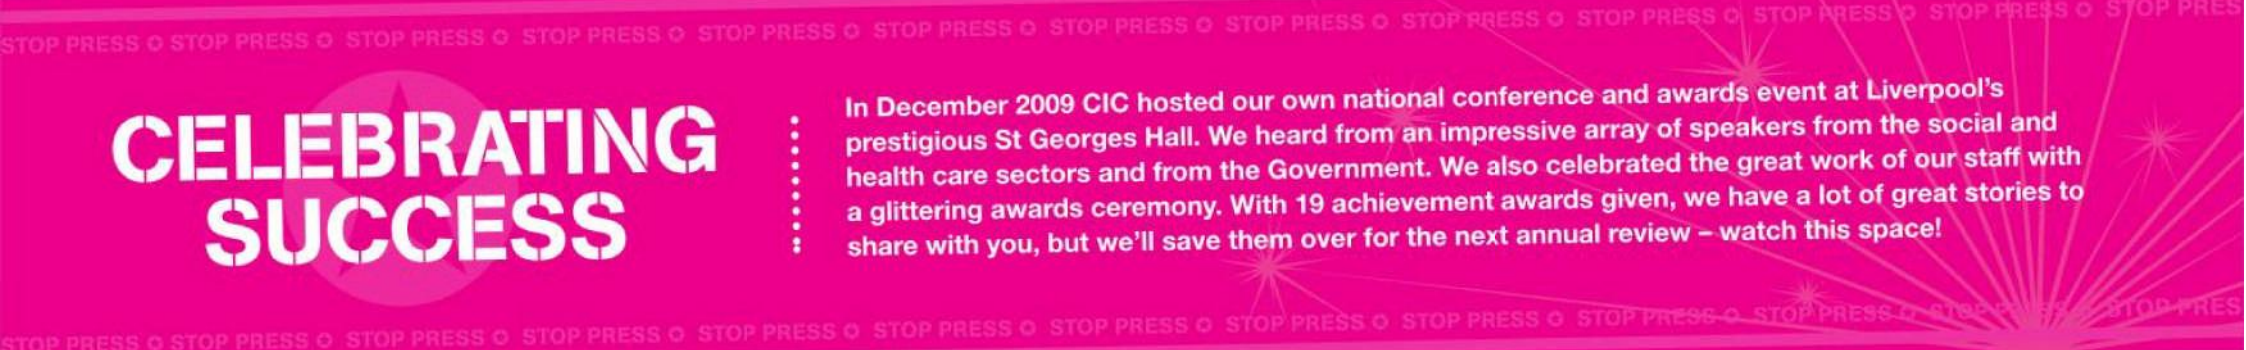 STOP PRESS ✪ STOP PRESS ✪ STOP PRESS ✪ STOP PRESS ✪ STOP PRESS ✪ STOP PRESS ✪ STOP PRESS ✪ STOP PRESS ✪ STOP PRESS ✪ STOP PRESS ✪ STOP PRESS ✪ STOP PRESS ✪ STOP PRES
CELEBRATING
SUCCESS
In December 2009 CIC hosted our own national conference and awards event at Liverpool's
prestigious St Georges Hall. We heard from an impressive array of speakers from the social and
health care sectors and from the Government. We also celebrated the great work of our staff with
a glittering awards ceremony. With 19 achievement awards given, we have a lot of great stories to
share with you, but we'll save them over for the next annual review – watch this space!
STOP PRESS ✪ STOP PRESS ✪ STOP PRESS ✪ STOP PRESS ✪ STOP PRESS ✪ STOP PRESS ✪ STOP PRESS ✪ STOP PRESS ✪ STOP PRESS ✪ STOP PRESS ✪ STOP PRESS ✪ STOP PRESS ✪ STOP PRES